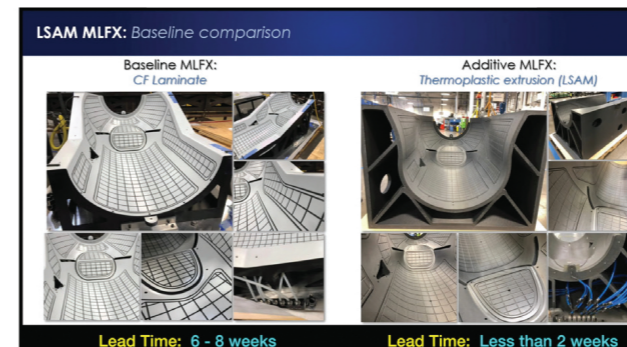 LSAM MLFX: Baseline comparison
Baseline MLFX:
CF Laminate
Additive MLFX:
Thermoplastic extrusion (LSAM)
Lead Time: 6 - 8 weeks
Lead Time: Less than 2 weeks